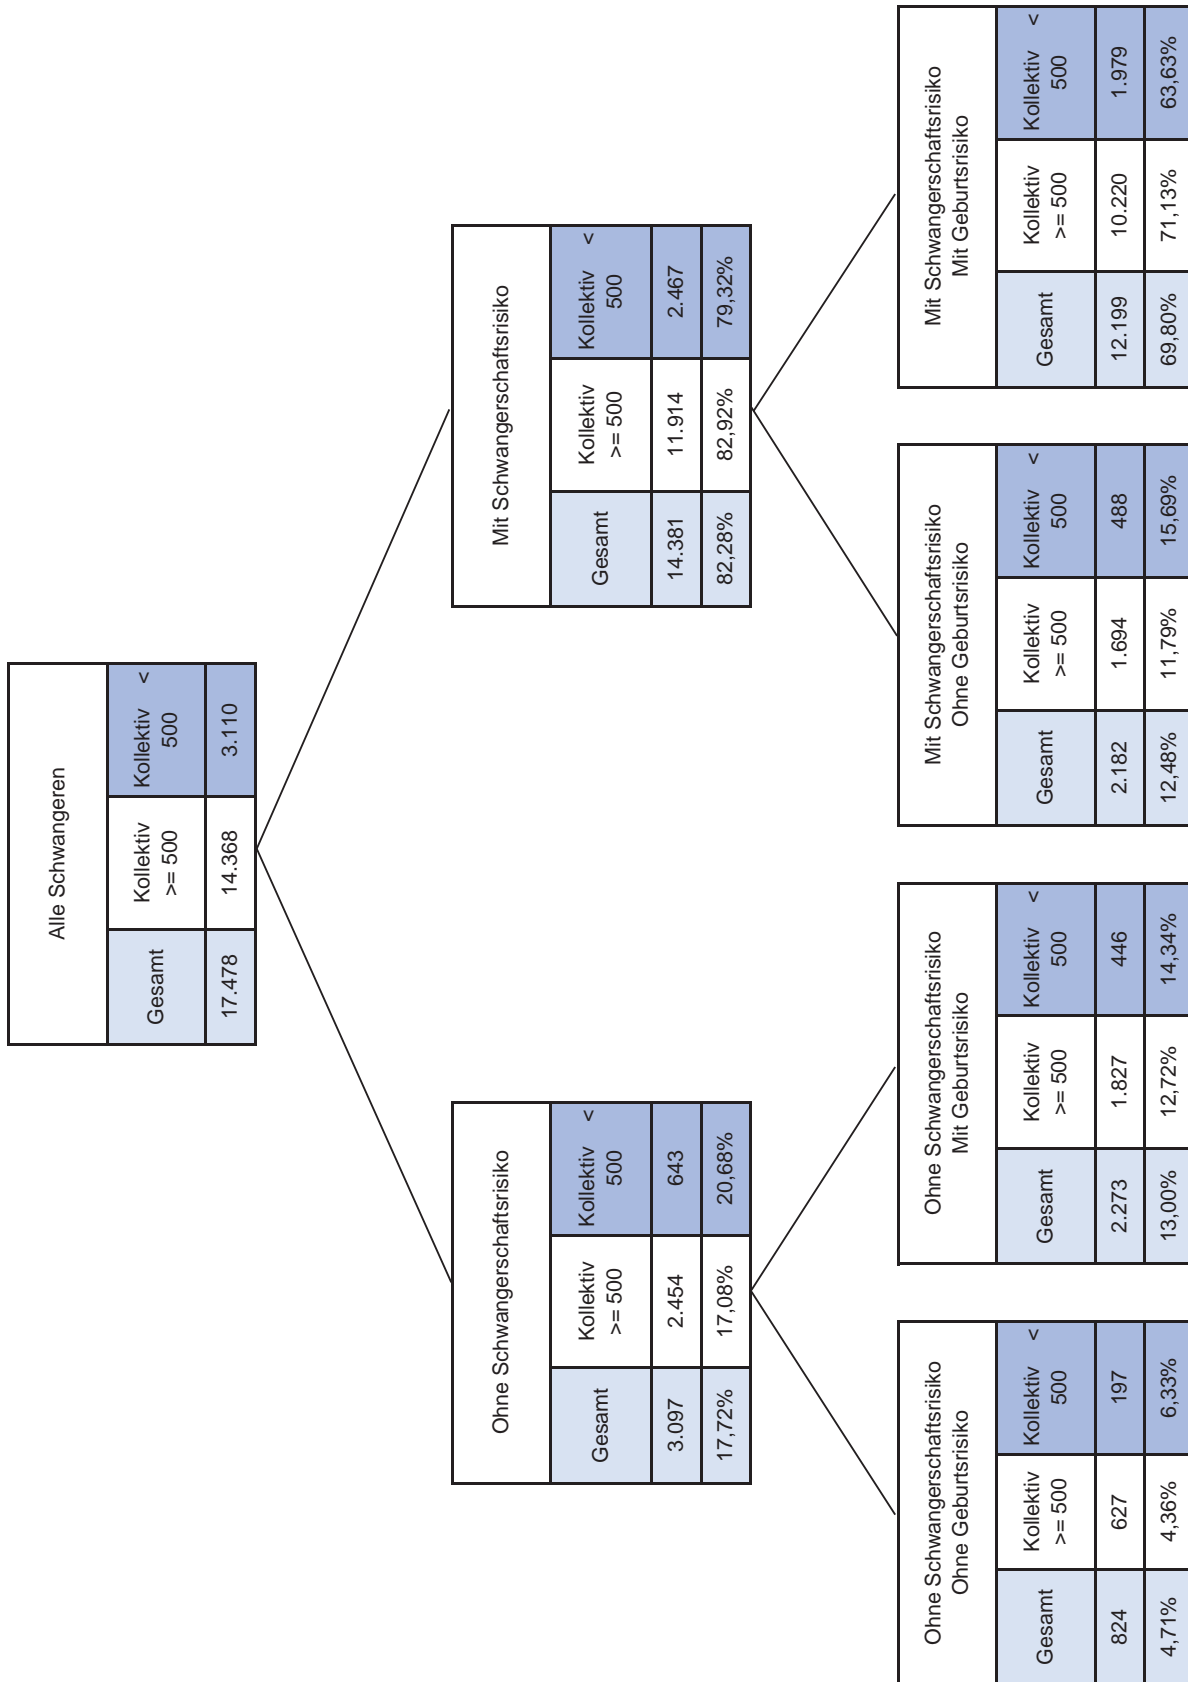 Alle Schwangeren
Gesamt Kollektiv >= 500 Kollektiv < 500
17.478 14.368 3.110
Ohne Schwangerschaftsrisiko
Gesamt Kollektiv >= 500 Kollektiv < 500
3.097 2.454 643
17,72% 17,08% 20,68%
Mit Schwangerschaftsrisiko
Gesamt Kollektiv >= 500 Kollektiv < 500
14.381 11.914 2.467
82,28% 82,92% 79,32%
Ohne Schwangerschaftsrisiko
Ohne Geburtsrisiko
Gesamt Kollektiv >= 500 Kollektiv < 500
824 627 197
4,71% 4,36% 6,33%
Ohne Schwangerschaftsrisiko
Mit Geburtsrisiko
Gesamt Kollektiv >= 500 Kollektiv < 500
2.273 1.827 446
13,00% 12,72% 14,34%
Mit Schwangerschaftsrisiko
Ohne Geburtsrisiko
Gesamt Kollektiv >= 500 Kollektiv < 500
2.182 1.694 488
12,48% 11,79% 15,69%
Mit Schwangerschaftsrisiko
Mit Geburtsrisiko
Gesamt Kollektiv >= 500 Kollektiv < 500
12.199 10.220 1.979
69,80% 71,13% 63,63%